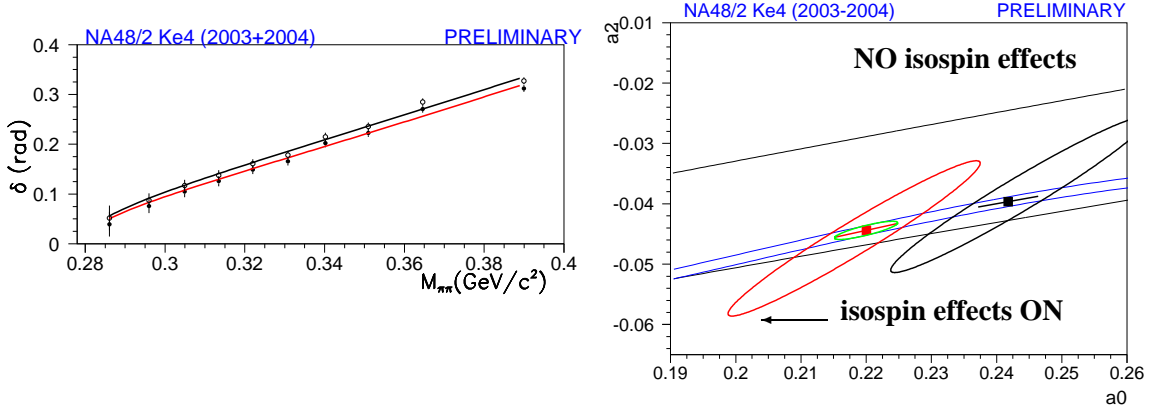 NA48/2 Ke4 (2003+2004) PRELIMINARY
0.4
0.3
0.2
0.1
0
δ (rad)
0.28 0.3 0.32 0.34 0.36 0.38 0.4
Mππ(GeV/c²)
NA48/2 Ke4 (2003-2004) PRELIMINARY
a2
-0.01
-0.02
-0.03
-0.04
-0.05
-0.06
NO isospin effects
isospin effects ON
0.19 0.2 0.21 0.22 0.23 0.24 0.25 0.26
a0